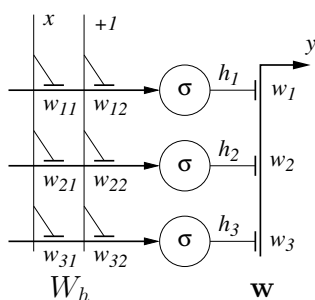 x +1 y
σ h1 w1
w11 w12
σ h2 w2
w21 w22
σ h3 w3
w31 w32
Wh w